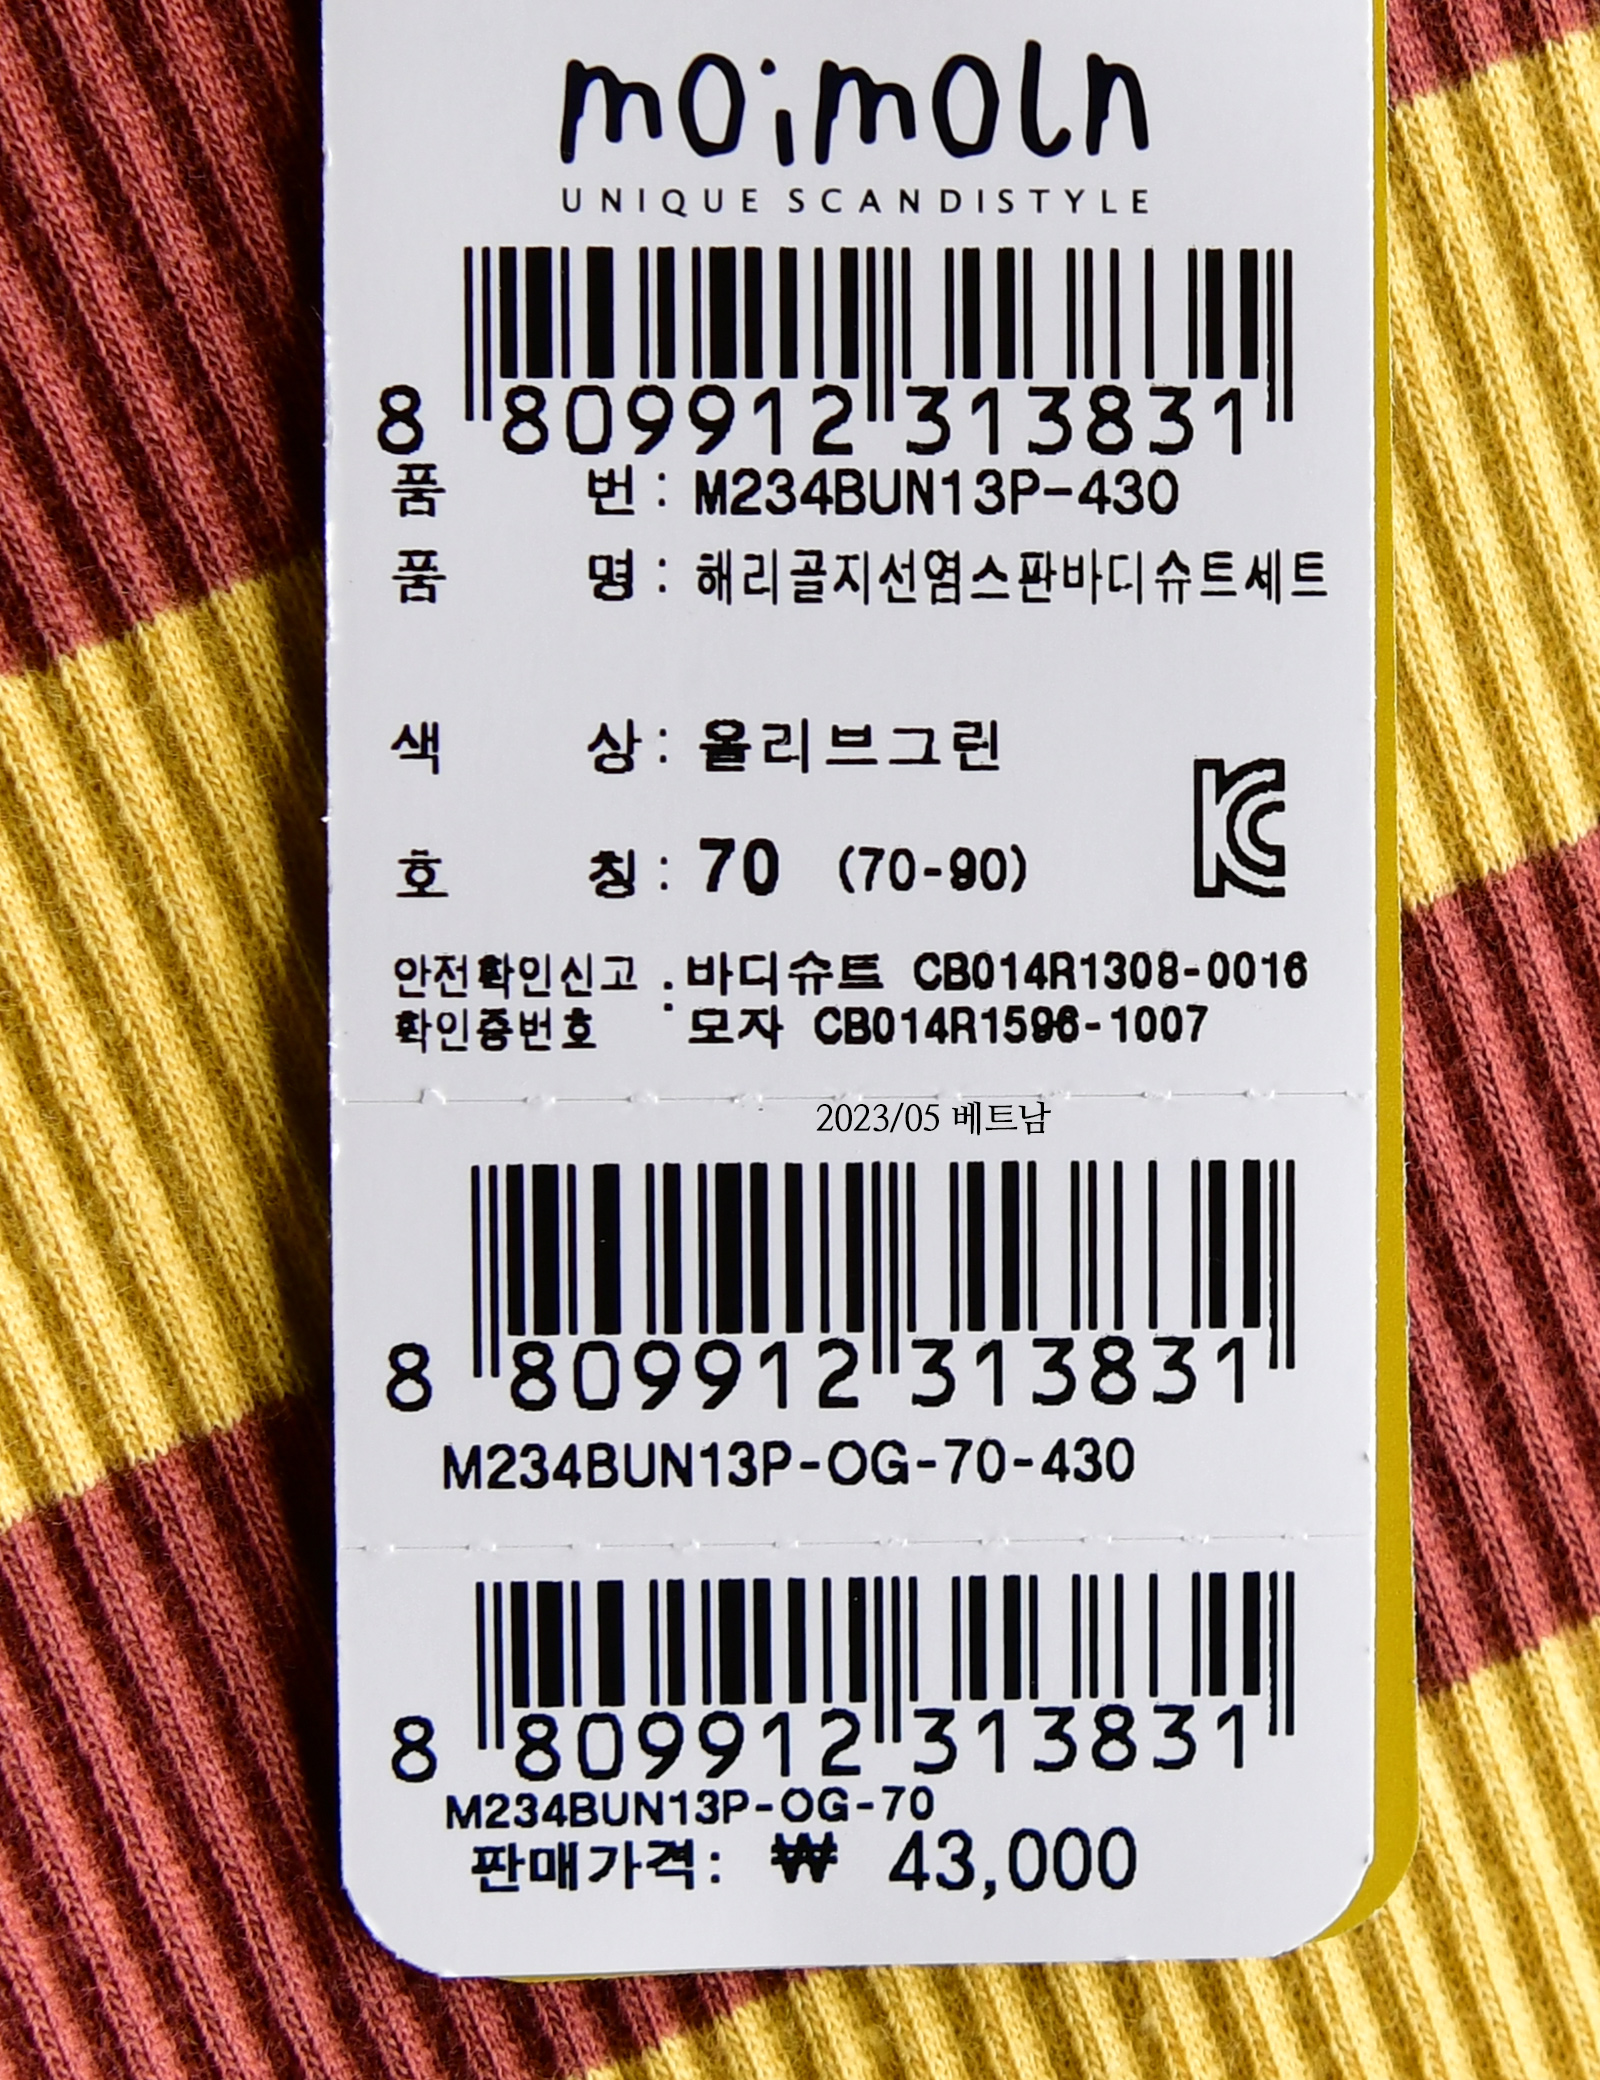 moimoln
UNIQUE SCANDISTYLE
8 809912 313831
품 번 : M234BUN13P-430
품 명 : 해리골지선염스판바디슈트세트
색 상 : 올리브그린
호 칭 : 70 (70-90)
안전확인신고 : 바디슈트 CB014R1308-0016
확인증번호 모자 CB014R1596-1007
2023/05 베트남
8 809912 313831
M234BUN13P-OG-70-430
8 809912 313831
M234BUN13P-OG-70
판매가격: ₩ 43,000